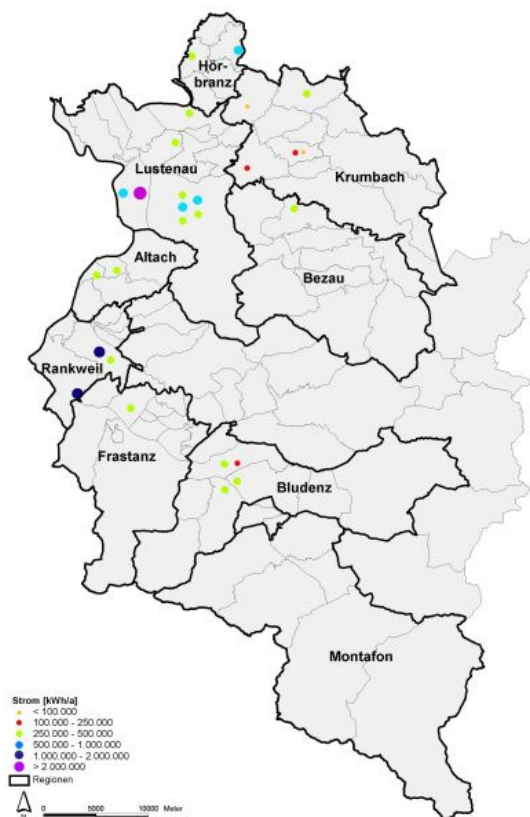 Hör-
branz
Lustenau
Krumbach
Altach
Bezau
Rankweil
Frastanz
Bludenz
Montafon
Strom [kWh/a]
< 100.000
100.000 - 250.000
250.000 - 500.000
500.000 - 1.000.000
1.000.000 - 2.000.000
> 2.000.000
Regionen
N
0 5000 10000 Meter